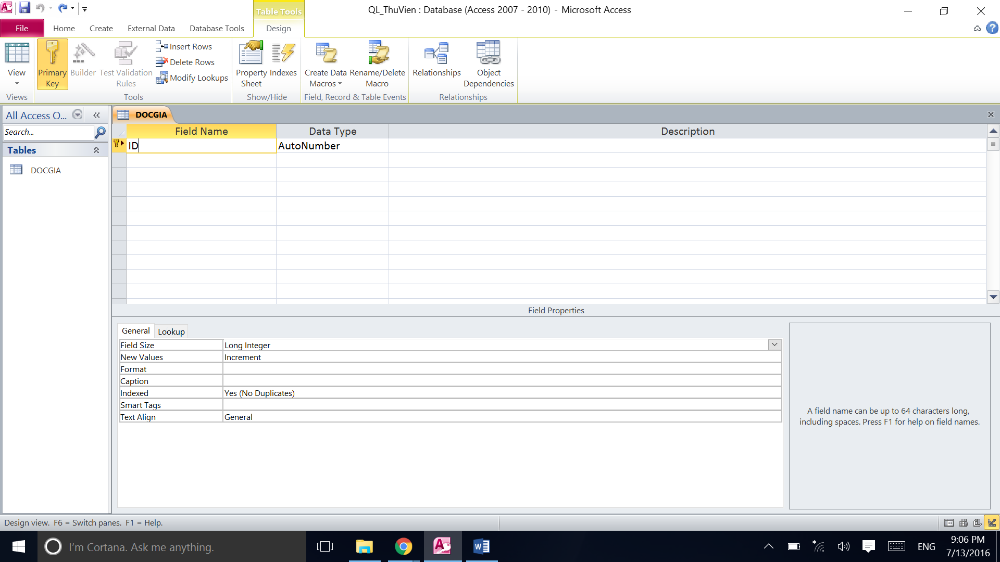 QL_ThuVien : Database (Access 2007 - 2010) - Microsoft Access
Table Tools
File Home Create External Data Database Tools Design
View
Primary Key
Builder
Test Validation Rules
Insert Rows
Delete Rows
Modify Lookups
Property Sheet
Indexes
Create Data Macros
Rename/Delete Macro
Relationships
Object Dependencies
Views Tools Show/Hide Field, Record & Table Events Relationships
All Access O...
Search...
Tables
DOCGIA
DOCGIA
Field Name Data Type Description
ID AutoNumber
Field Properties
General Lookup
Field Size Long Integer
New Values Increment
Format
Caption
Indexed Yes (No Duplicates)
Smart Tags
Text Align General
A field name can be up to 64 characters long,
including spaces. Press F1 for help on field names.
Design view. F6 = Switch panes. F1 = Help.
I'm Cortana. Ask me anything.
ENG
9:06 PM
7/13/2016